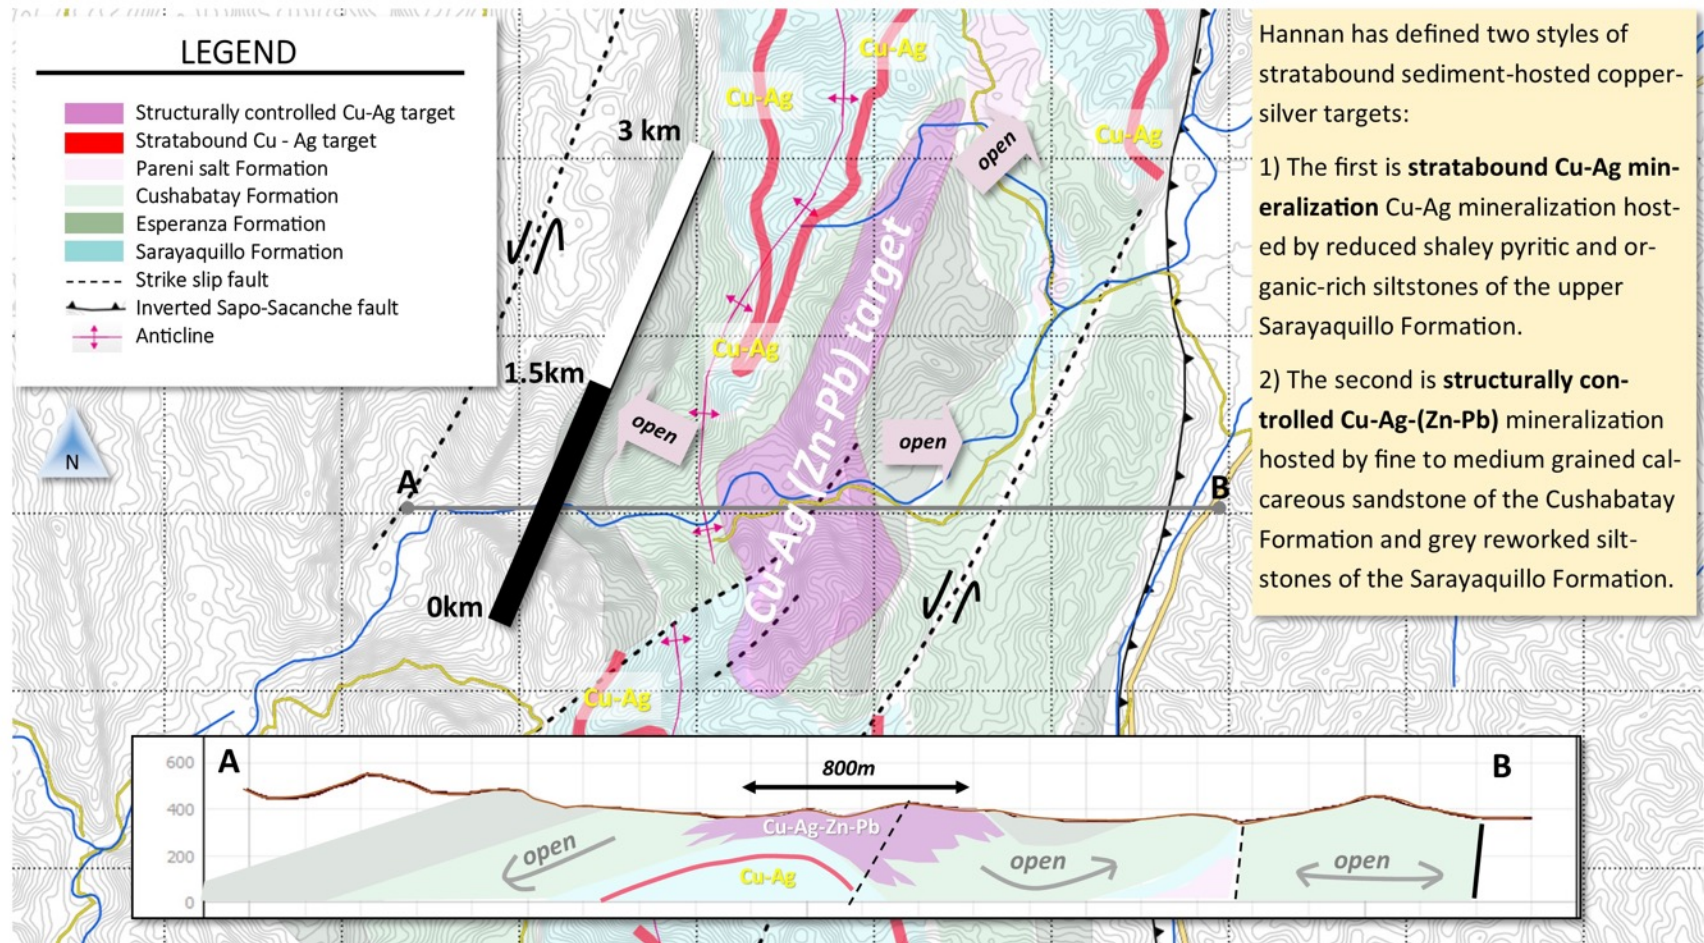 LEGEND
Structurally controlled Cu-Ag target
Stratabound Cu - Ag target
Pareni salt Formation
Cushabatay Formation
Esperanza Formation
Sarayaquillo Formation
Strike slip fault
Inverted Sapo-Sacanche fault
Anticline
N
Cu-Ag
Cu-Ag
Cu-Ag
3 km
open
1.5km
Cu-Ag
open
open
Cu-Ag(Zn-Pb) target
A
B
0km
Cu-Ag
Hannan has defined two styles of
stratabound sediment-hosted copper-
silver targets:
1) The first is stratabound Cu-Ag min-
eralization Cu-Ag mineralization host-
ed by reduced shaley pyritic and or-
ganic-rich siltstones of the upper
Sarayaquillo Formation.
2) The second is structurally con-
trolled Cu-Ag-(Zn-Pb) mineralization
hosted by fine to medium grained cal-
careous sandstone of the Cushabatay
Formation and grey reworked silt-
stones of the Sarayaquillo Formation.
A
800m
B
600
400
200
0
Cu-Ag-Zn-Pb
open
Cu-Ag
open
open